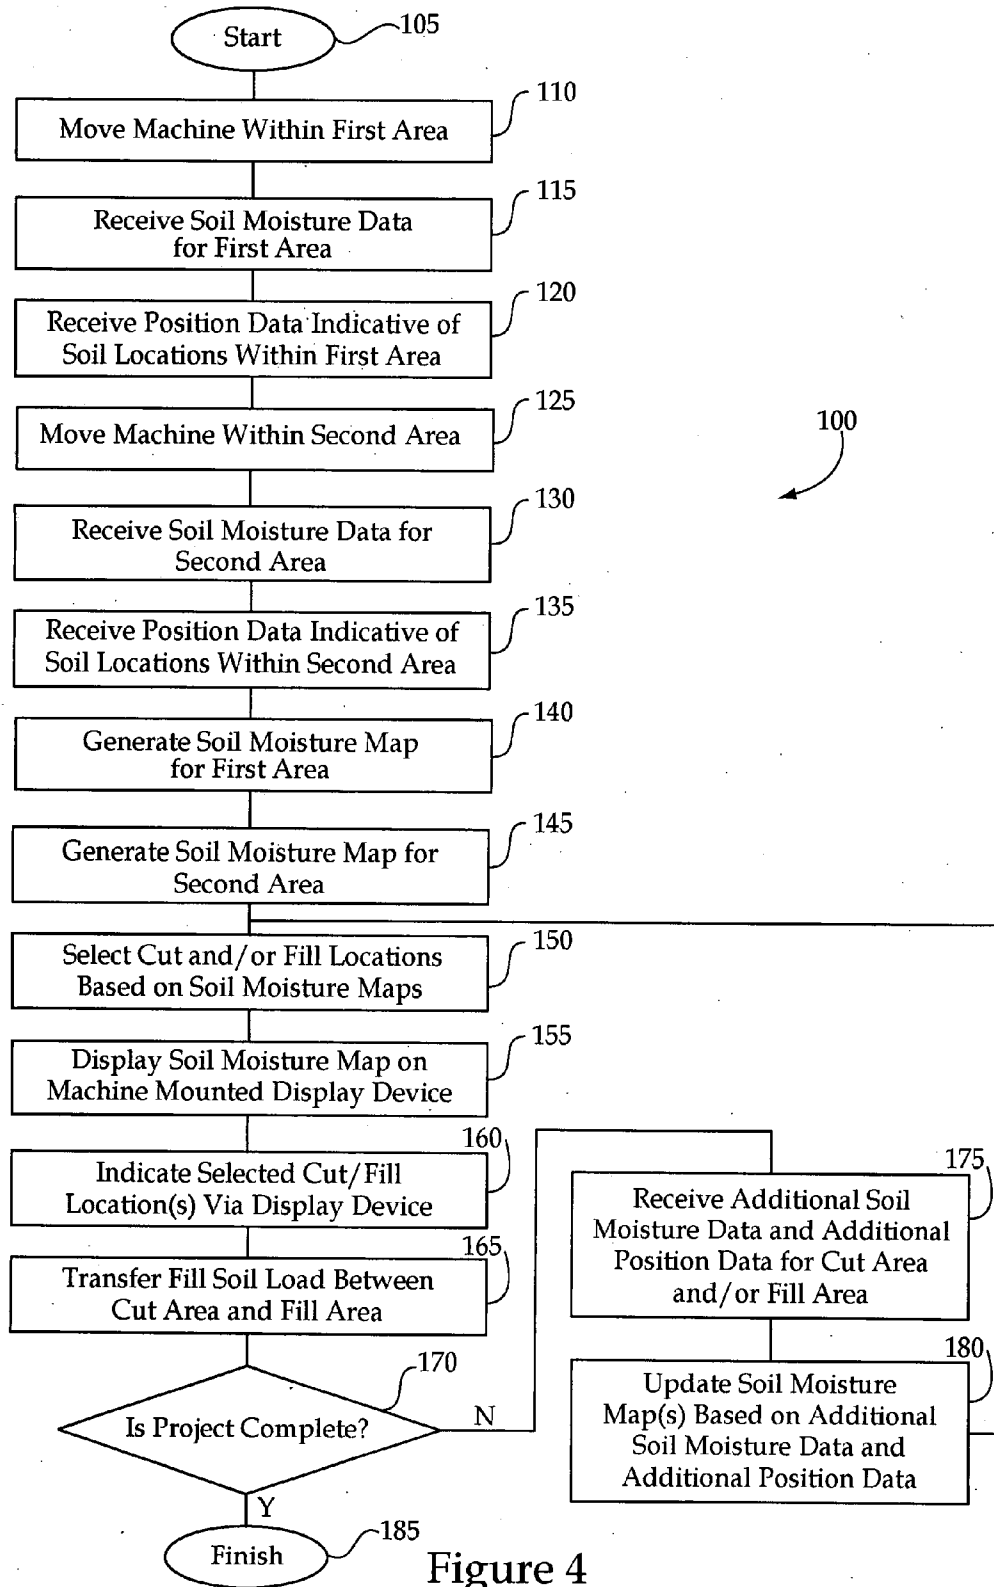 Start
105
110
Move Machine Within First Area
115
Receive Soil Moisture Data
for First Area
120
Receive Position Data Indicative of
Soil Locations Within First Area
125
Move Machine Within Second Area
100
130
Receive Soil Moisture Data for
Second Area
135
Receive Position Data Indicative of
Soil Locations Within Second Area
140
Generate Soil Moisture Map
for First Area
145
Generate Soil Moisture Map for
Second Area
150
Select Cut and/or Fill Locations
Based on Soil Moisture Maps
155
Display Soil Moisture Map on
Machine Mounted Display Device
160
Indicate Selected Cut/Fill
Location(s) Via Display Device
165
Transfer Fill Soil Load Between
Cut Area and Fill Area
170
Is Project Complete?
N
Y
175
Receive Additional Soil
Moisture Data and Additional
Position Data for Cut Area
and/or Fill Area
180
Update Soil Moisture
Map(s) Based on Additional
Soil Moisture Data and
Additional Position Data
185
Finish
Figure 4